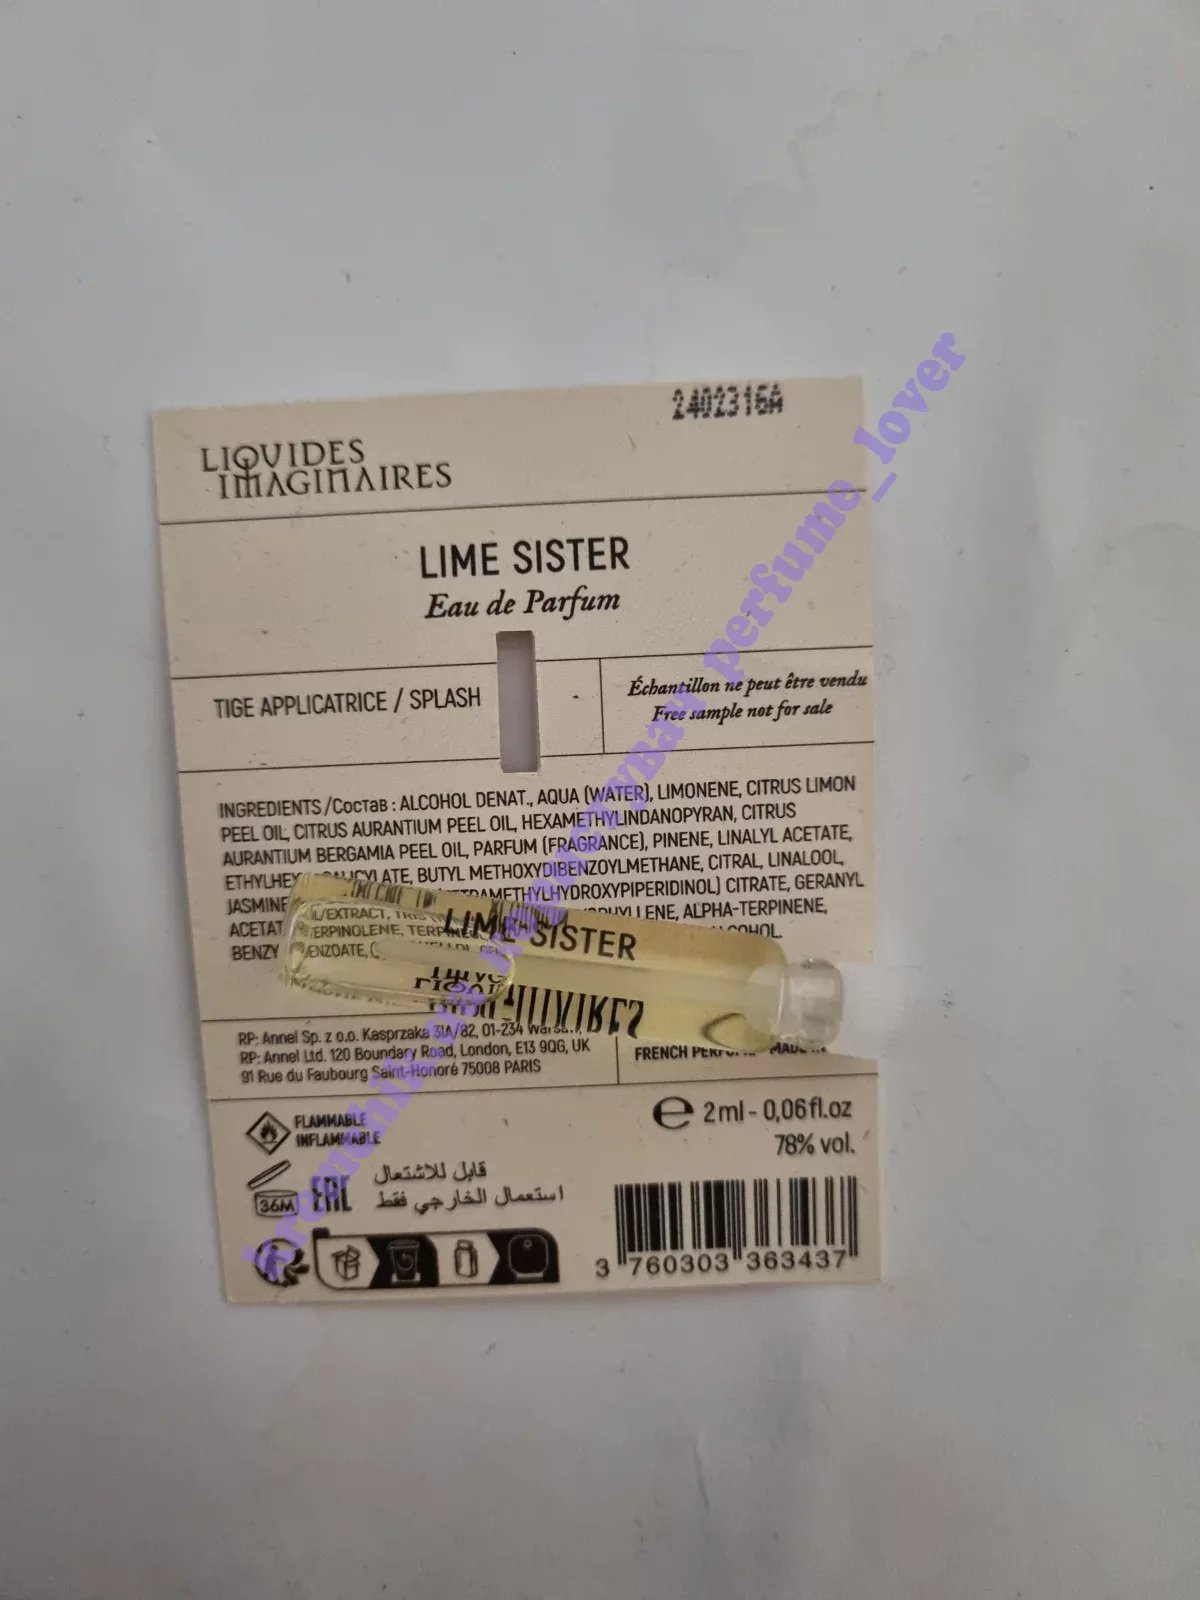 2402316A
LIQUIDES
IMAGINAIRES
LIME SISTER
Eau de Parfum
TIGE APPLICATRICE / SPLASH
Échantillon ne peut être vendu
Free sample not for sale
INGREDIENTS /Состав : ALCOHOL DENAT., AQUA (WATER), LIMONENE, CITRUS LIMON
PEEL OIL, CITRUS AURANTIUM PEEL OIL, HEXAMETHYLINDANOPYRAN, CITRUS
AURANTIUM BERGAMIA PEEL OIL, PARFUM (FRAGRANCE), PINENE, LINALYL ACETATE,
BUTYL METHOXYDIBENZOYLMETHANE, CITRAL, LINALOOL,
CITRATE, GERANYL
ALPHA-TERPINENE,
LIME SISTER
RP: Annel Sp. z o.o. Kasprzaka 31A/82, 01-234
RP: Annel Ltd. 120 Boundary Road, London, E13 9QG, UK
91 Rue du Faubourg Saint-Honoré 75008 PARIS
FRENCH
FLAMMABLE
INFLAMMABLE
e 2ml - 0,06fl.oz
78% vol.
قابل للاشتعال
استعمال الخارجي فقط
36M
EAC
3 760303 363437
perfume_lover